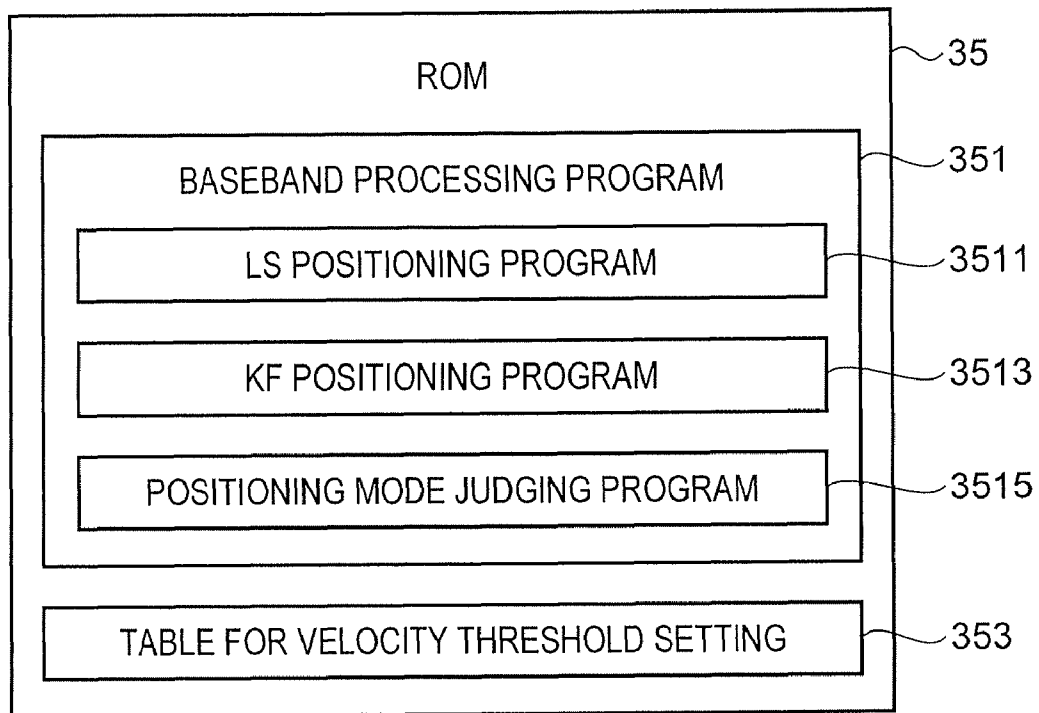 ROM
35
BASEBAND PROCESSING PROGRAM
351
LS POSITIONING PROGRAM
3511
KF POSITIONING PROGRAM
3513
POSITIONING MODE JUDGING PROGRAM
3515
TABLE FOR VELOCITY THRESHOLD SETTING
353